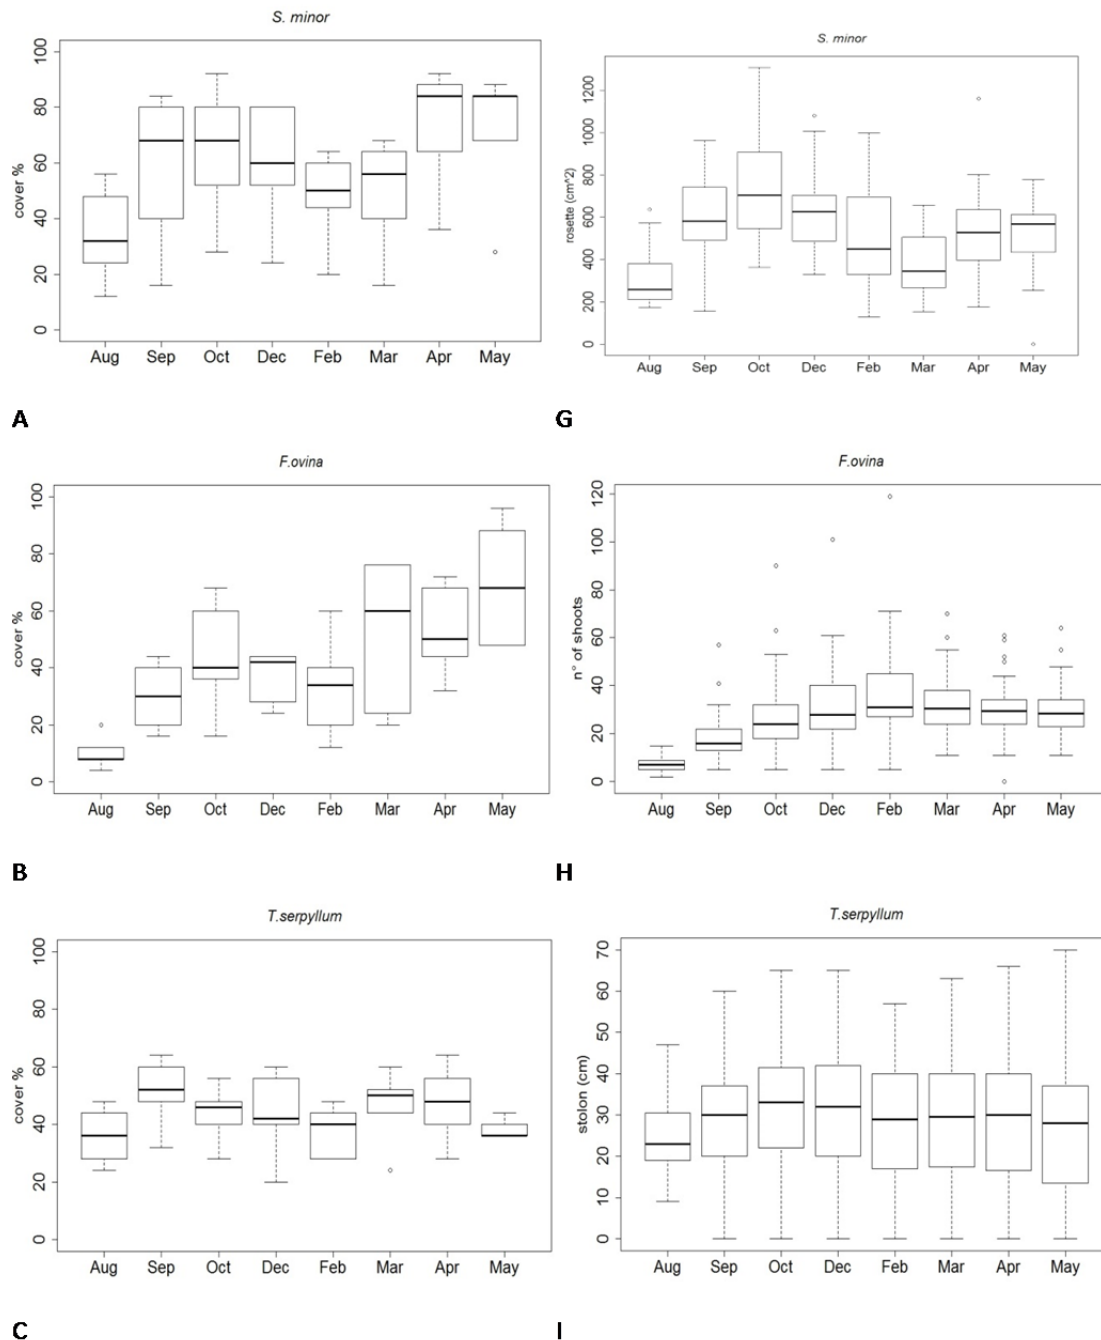 S. minor
cover %
100
80
60
40
20
0
Aug Sep Oct Dec Feb Mar Apr May
A
S. minor
rosette (cm^2)
1200
1000
800
600
400
200
0
Aug Sep Oct Dec Feb Mar Apr May
G
F.ovina
cover %
100
80
60
40
20
0
Aug Sep Oct Dec Feb Mar Apr May
B
F.ovina
n° of shoots
120
100
80
60
40
20
0
Aug Sep Oct Dec Feb Mar Apr May
H
T.serpyllum
cover %
100
80
60
40
20
0
Aug Sep Oct Dec Feb Mar Apr May
C
T.serpyllum
stolon (cm)
70
60
50
40
30
20
10
0
Aug Sep Oct Dec Feb Mar Apr May
I